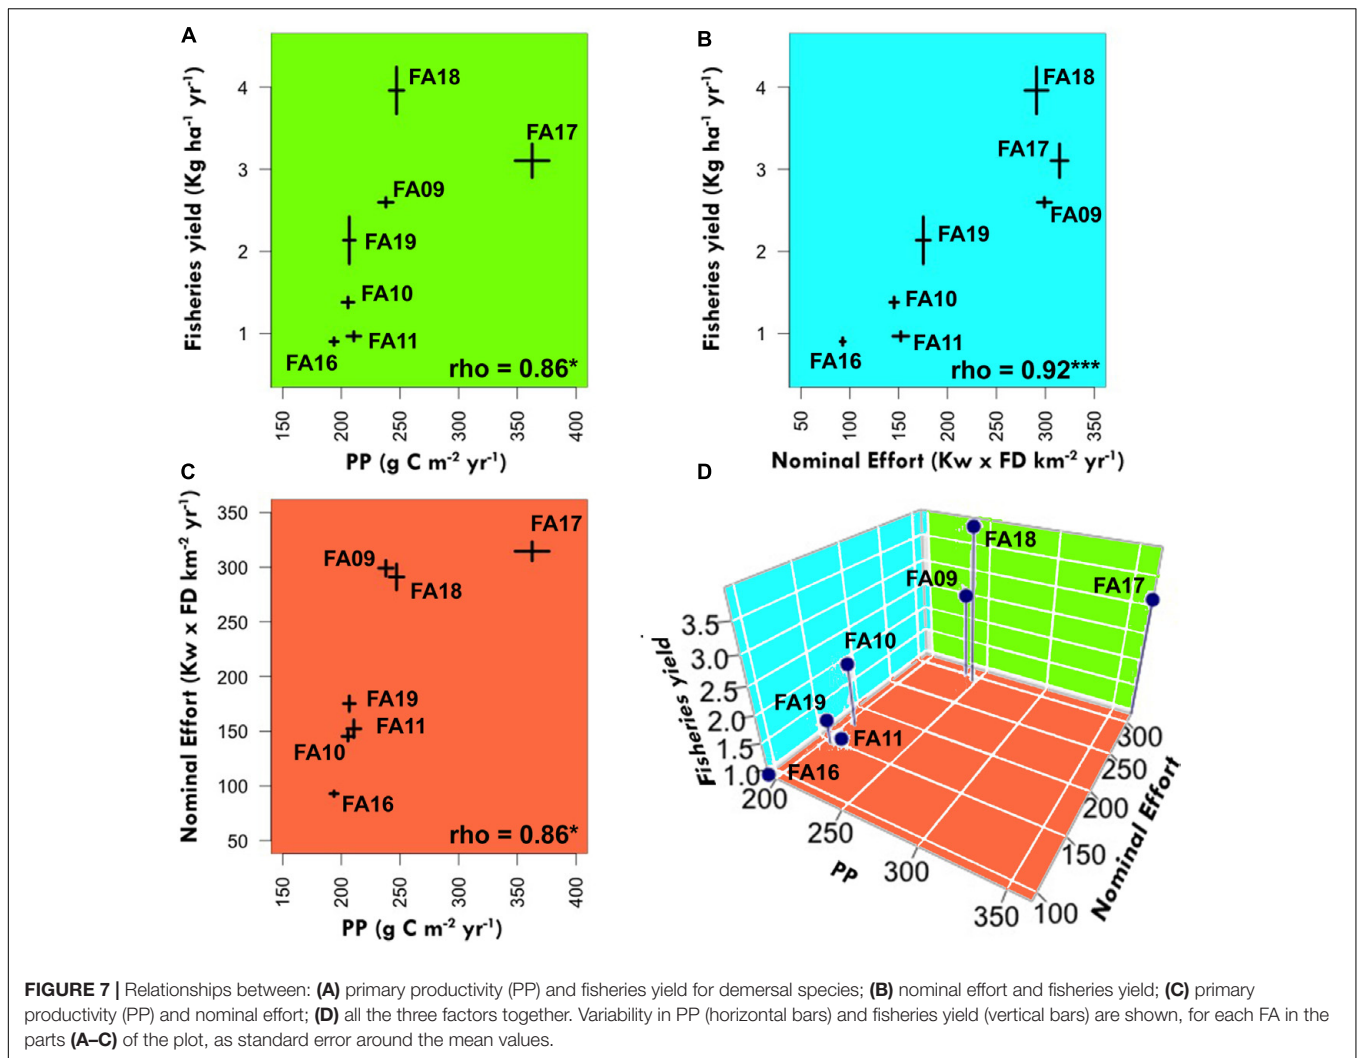 A
Fisheries yield (Kg ha⁻¹ yr⁻¹)
4
3
2
1
FA18
FA17
FA09
FA19
FA10
FA11
FA16
rho = 0.86*
150 200 250 300 350 400
PP (g C m⁻² yr⁻¹)
B
Fisheries yield (Kg ha⁻¹ yr⁻¹)
4
3
2
1
FA18
FA17
FA09
FA19
FA10
FA11
FA16
rho = 0.92***
50 100 150 200 250 300 350
Nominal Effort (Kw x FD km⁻² yr⁻¹)
C
Nominal Effort (Kw x FD km⁻² yr⁻¹)
350
300
250
200
150
100
50
FA17
FA09
FA18
FA19
FA11
FA10
FA16
rho = 0.86*
150 200 250 300 350 400
PP (g C m⁻² yr⁻¹)
D
FA18
FA09
FA17
FA10
FA19
FA11
FA16
Fisheries yield
3.5
3.0
2.5
2.0
1.5
1.0
200
250
300
350
PP
300
250
200
150
100
Nominal Effort
FIGURE 7 | Relationships between: (A) primary productivity (PP) and fisheries yield for demersal species; (B) nominal effort and fisheries yield; (C) primary
productivity (PP) and nominal effort; (D) all the three factors together. Variability in PP (horizontal bars) and fisheries yield (vertical bars) are shown, for each FA in the
parts (A–C) of the plot, as standard error around the mean values.